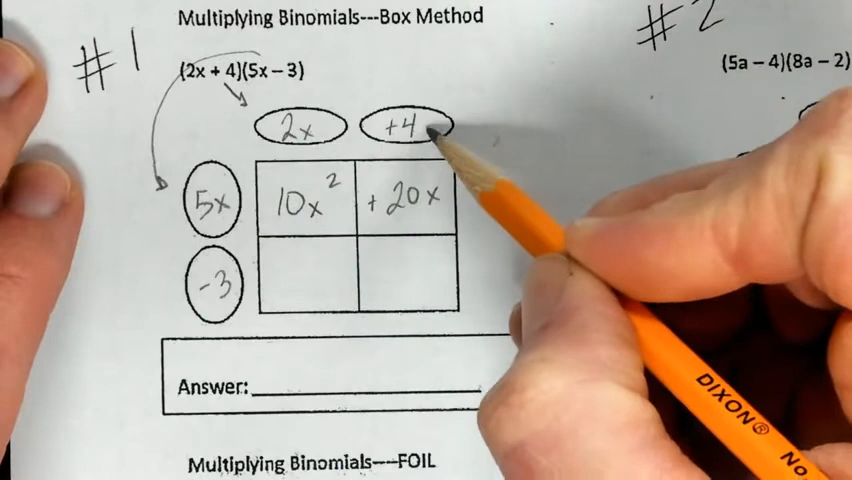 Multiplying Binomials---Box Method
#1
(2x + 4)(5x – 3)
#2
(5a – 4)(8a – 2)
2x +4
5x 10x² + 20x
-3
Answer:
Multiplying Binomials----FOIL
DIXON® No.